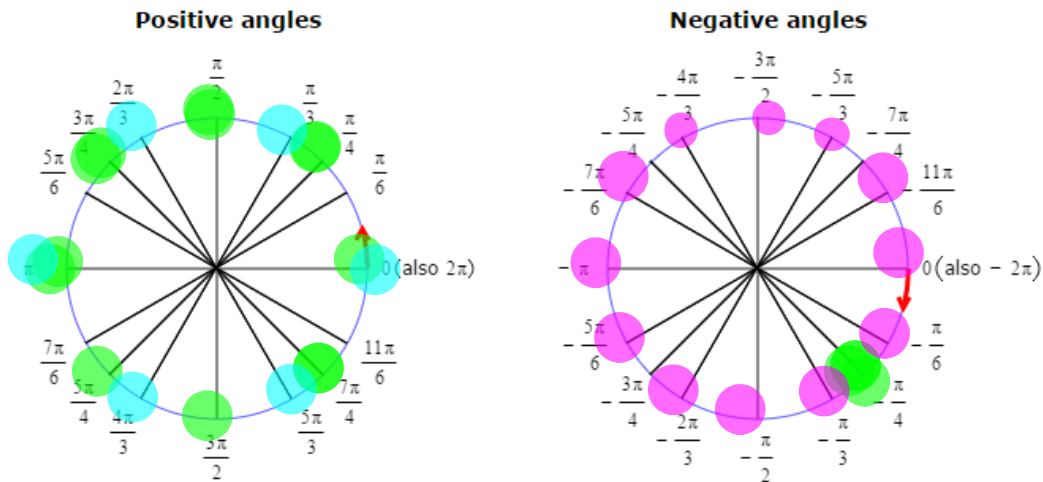 Positive angles
π/2
2π/3
π/3
3π/4
π/4
5π/6
π/6
π
0(also 2π)
7π/6
11π/6
5π/4
7π/4
4π/3
5π/3
3π/2
Negative angles
-3π/2
-4π/3
-5π/3
-5π/4
-7π/4
-7π/6
-11π/6
-π
0(also - 2π)
-5π/6
-π/6
-3π/4
-π/4
-2π/3
-π/3
-π/2